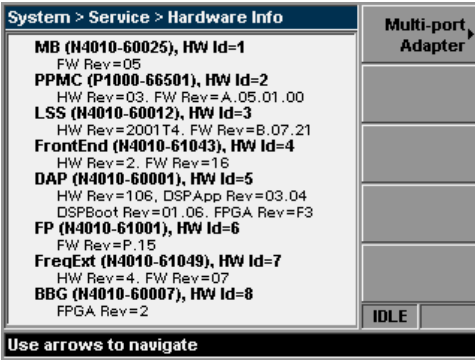 System > Service > Hardware Info
Multi-port
Adapter
MB (N4010-60025), HW Id=1
FW Rev=05
PPMC (P1000-66501), HW Id=2
HW Rev=03. FW Rev=A.05.01.00
LSS (N4010-60012), HW Id=3
HW Rev=2001T4. FW Rev=B.07.21
FrontEnd (N4010-61043), HW Id=4
HW Rev=2. FW Rev=16
DAP (N4010-60001), HW Id=5
HW Rev=106, DSPApp Rev=03.04
DSPBoot Rev=01.06. FPGA Rev=F3
FP (N4010-61001), HW Id=6
FW Rev=P.15
FreqExt (N4010-61049), HW Id=7
HW Rev=4. FW Rev=07
BBG (N4010-60007), HW Id=8
FPGA Rev=2
IDLE
Use arrows to navigate